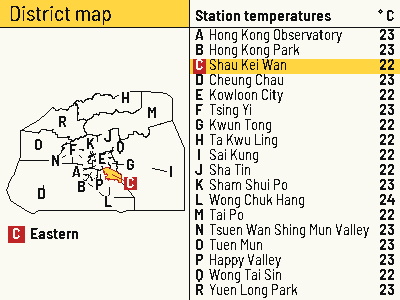 District map
H
R
M
O
J
K
Q
F
N
E
G
A
I
B
P
C
D
L
C Eastern
Station temperatures ° C
A Hong Kong Observatory 23
B Hong Kong Park 23
C Shau Kei Wan 22
D Cheung Chau 23
E Kowloon City 22
F Tsing Yi 23
G Kwun Tong 22
H Ta Kwu Ling 22
I Sai Kung 22
J Sha Tin 22
K Sham Shui Po 23
L Wong Chuk Hang 24
M Tai Po 22
N Tsuen Wan Shing Mun Valley 23
O Tuen Mun 23
P Happy Valley 23
Q Wong Tai Sin 22
R Yuen Long Park 23